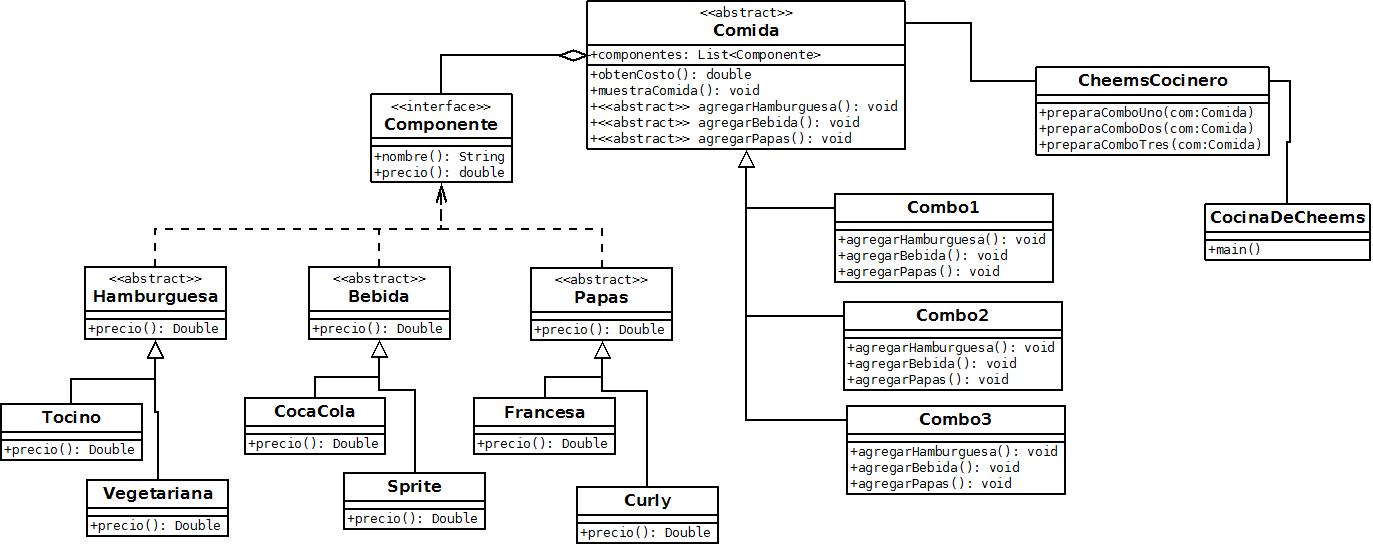 <<abstract>>
Comida
+componentes: List<Componente>
+obtenCosto(): double
+muestraComida(): void
+<<abstract>> agregarHamburguesa(): void
+<<abstract>> agregarBebida(): void
+<<abstract>> agregarPapas(): void
CheemsCocinero
+preparaComboUno(com:Comida)
+preparaComboDos(com:Comida)
+preparaComboTres(com:Comida)
<<interface>>
Componente
+nombre(): String
+precio(): double
Combo1
+agregarHamburguesa(): void
+agregarBebida(): void
+agregarPapas(): void
CocinaDeCheems
+main()
<<abstract>>
Hamburguesa
+precio(): Double
<<abstract>>
Bebida
+precio(): Double
<<abstract>>
Papas
+precio(): Double
Combo2
+agregarHamburguesa(): void
+agregarBebida(): void
+agregarPapas(): void
Tocino
+precio(): Double
CocaCola
+precio(): Double
Francesa
+precio(): Double
Combo3
+agregarHamburguesa(): void
+agregarBebida(): void
+agregarPapas(): void
Vegetariana
+precio(): Double
Sprite
+precio(): Double
Curly
+precio(): Double